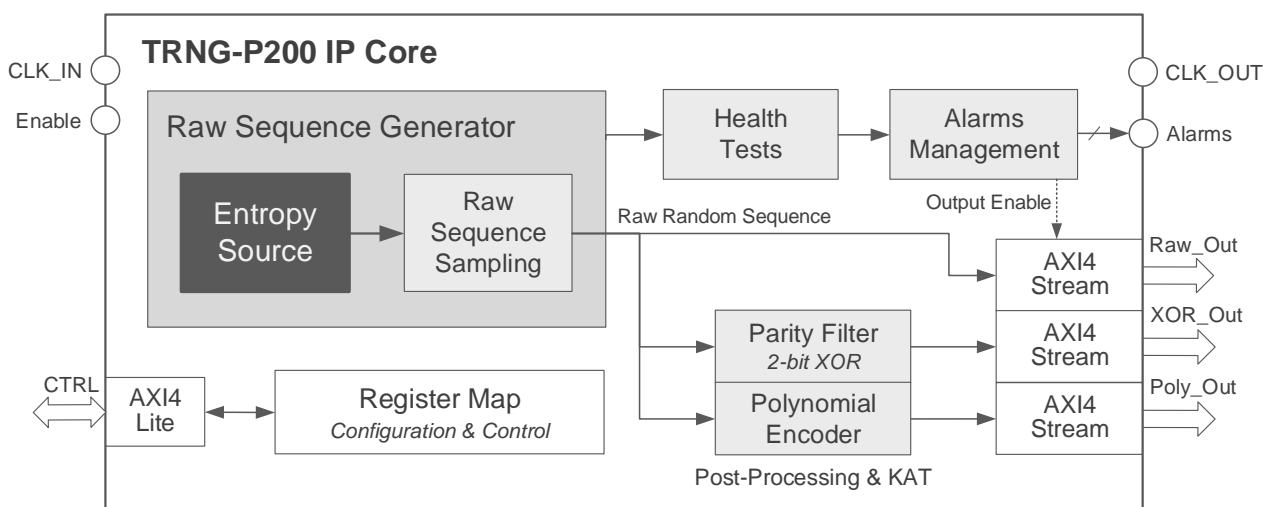 TRNG-P200 IP Core
CLK_IN
CLK_OUT
Enable
Raw Sequence Generator
Health
Tests
Alarms
Management
Alarms
Entropy
Source
Raw
Sequence
Sampling
Raw Random Sequence
Output Enable
AXI4
Stream
Raw_Out
Parity Filter
2-bit XOR
AXI4
Stream
XOR_Out
CTRL
AXI4
Lite
Register Map
Configuration & Control
Polynomial
Encoder
AXI4
Stream
Poly_Out
Post-Processing & KAT